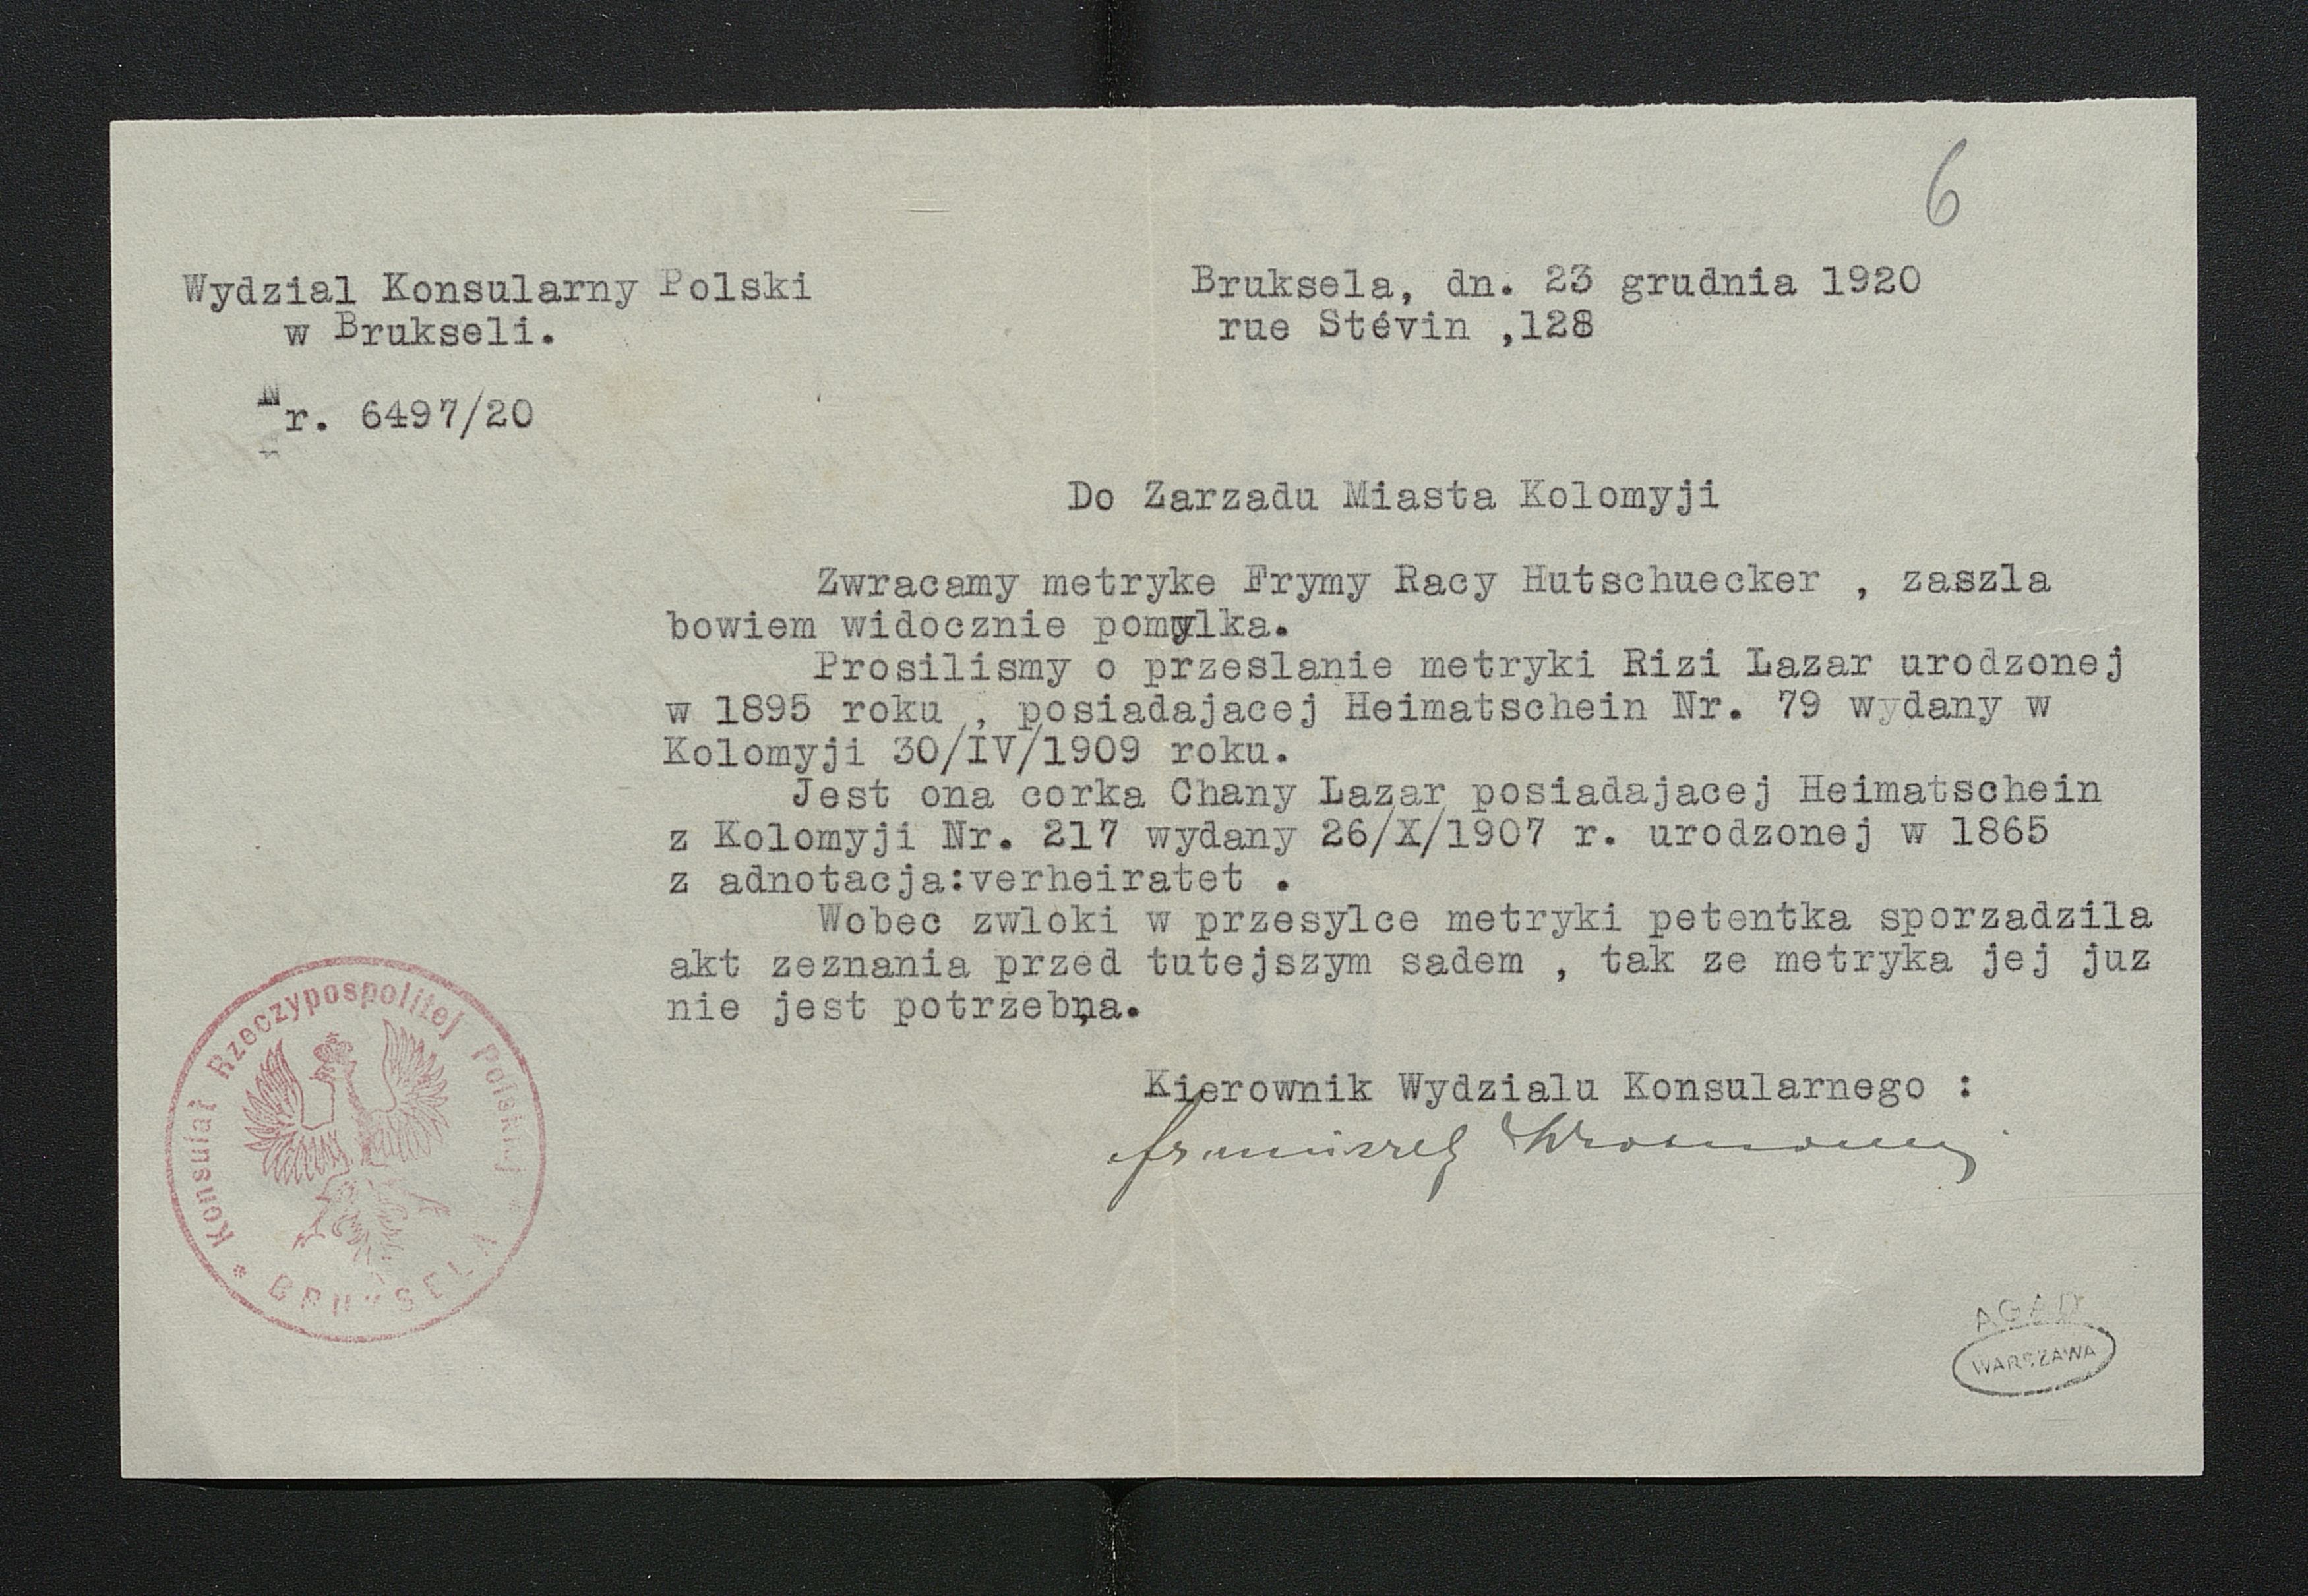 6
Wydzial Konsularny Polski
w Brukseli.
Nr. 6497/20
Bruksela, dn. 23 grudnia 1920
rue Stévin ,128
Do Zarzadu Miasta Kolomyji
Zwracamy metryke Frymy Racy Hutschuecker , zaszla
bowiem widocznie pomylka.
Prosilismy o przeslanie metryki Rizi Lazar urodzonej
w 1895 roku , posiadajacej Heimatschein Nr. 79 wydany w
Kolomyji 30/IV/1909 roku.
Jest ona corka Chany Lazar posiadajacej Heimatschein
z Kolomyji Nr. 217 wydany 26/X/1907 r. urodzonej w 1865
z adnotacja:verheiratet .
Wobec zwloki w przesylce metryki petentka sporzadzila
akt zeznania przed tutejszym sadem , tak ze metryka jej juz
nie jest potrzebna.
Kierownik Wydzialu Konsularnego :
Konsulat Rzeczypospolitej Polskiej
* BRUKSELA
AGAD
WARSZAWA